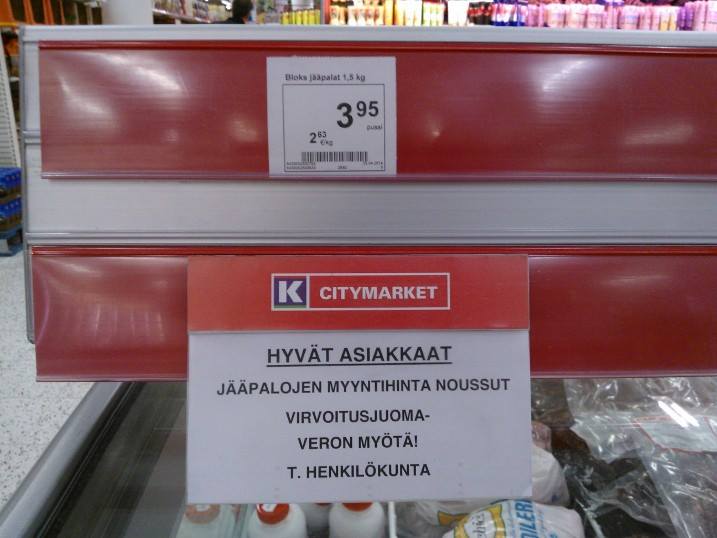 Bloks jääpalat 1,5 kg
3 95
pussi
2 63
€/kg
K CITYMARKET
HYVÄT ASIAKKAAT
JÄÄPALOJEN MYYNTIHINTA NOUSSUT
VIRVOITUSJUOMA-
VERON MYÖTÄ!
T. HENKILÖKUNTA